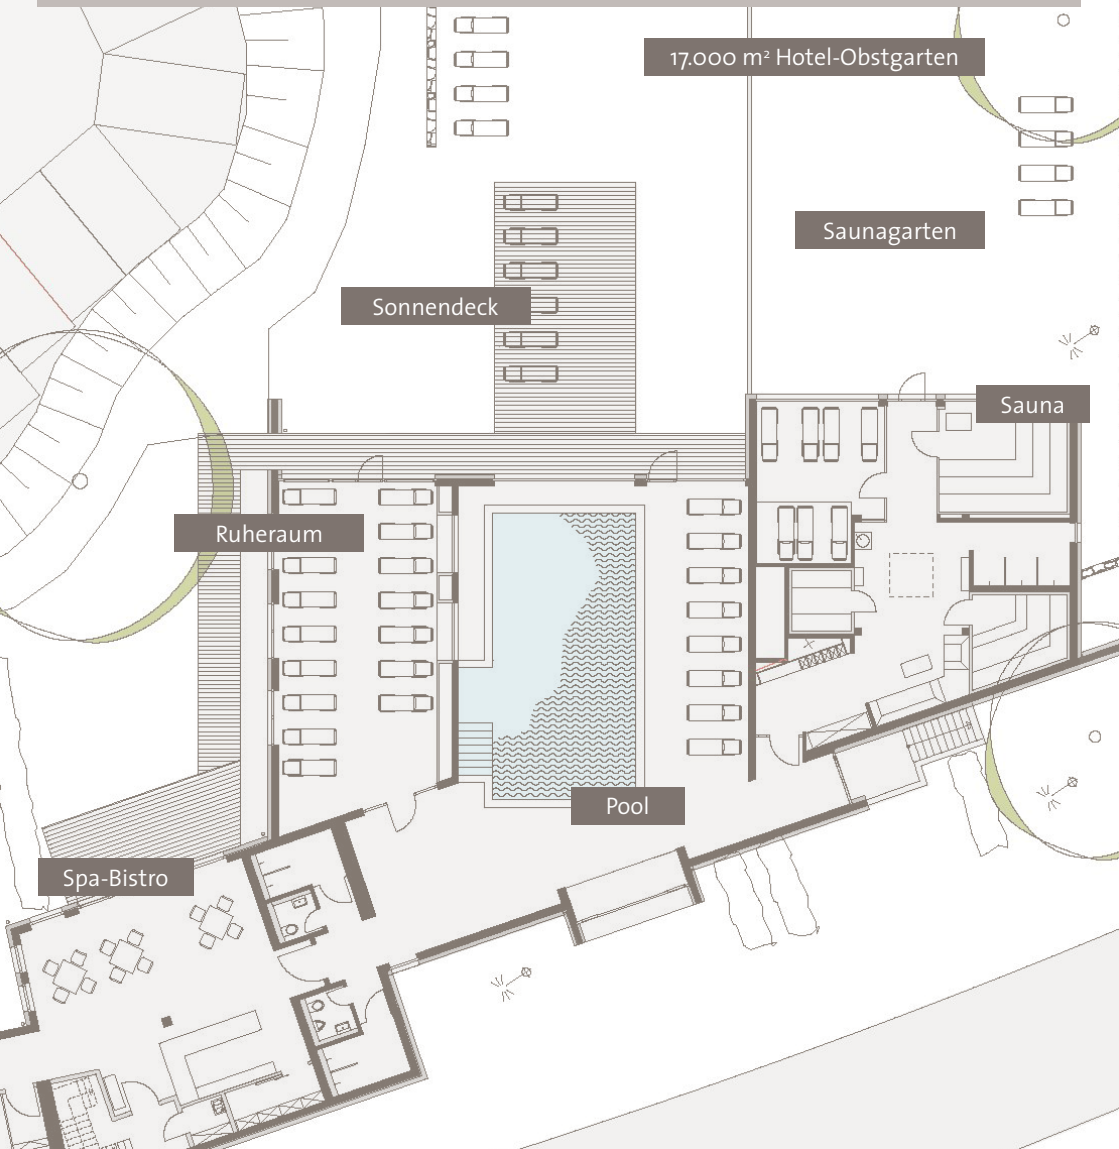 17.000 m² Hotel-Obstgarten
Saunagarten
Sonnendeck
Sauna
Ruheraum
Pool
Spa-Bistro